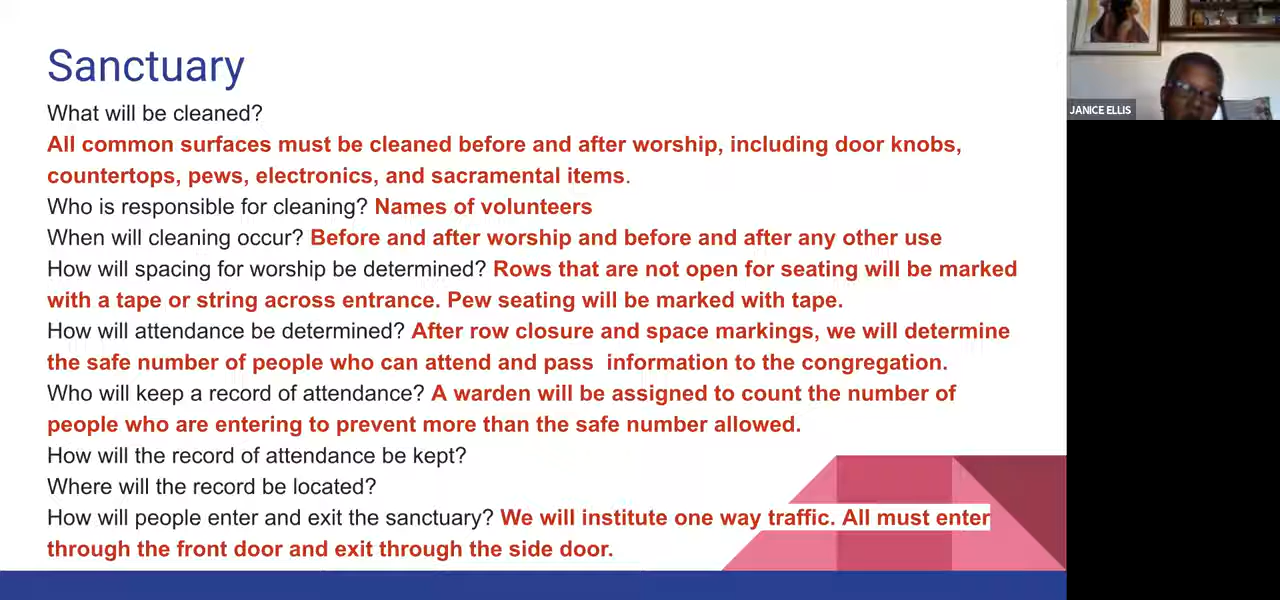 Sanctuary
What will be cleaned?
All common surfaces must be cleaned before and after worship, including door knobs,
countertops, pews, electronics, and sacramental items.
Who is responsible for cleaning? Names of volunteers
When will cleaning occur? Before and after worship and before and after any other use
How will spacing for worship be determined? Rows that are not open for seating will be marked
with a tape or string across entrance. Pew seating will be marked with tape.
How will attendance be determined? After row closure and space markings, we will determine
the safe number of people who can attend and pass  information to the congregation.
Who will keep a record of attendance? A warden will be assigned to count the number of
people who are entering to prevent more than the safe number allowed.
How will the record of attendance be kept?
Where will the record be located?
How will people enter and exit the sanctuary? We will institute one way traffic. All must enter
through the front door and exit through the side door.
JANICE ELLIS